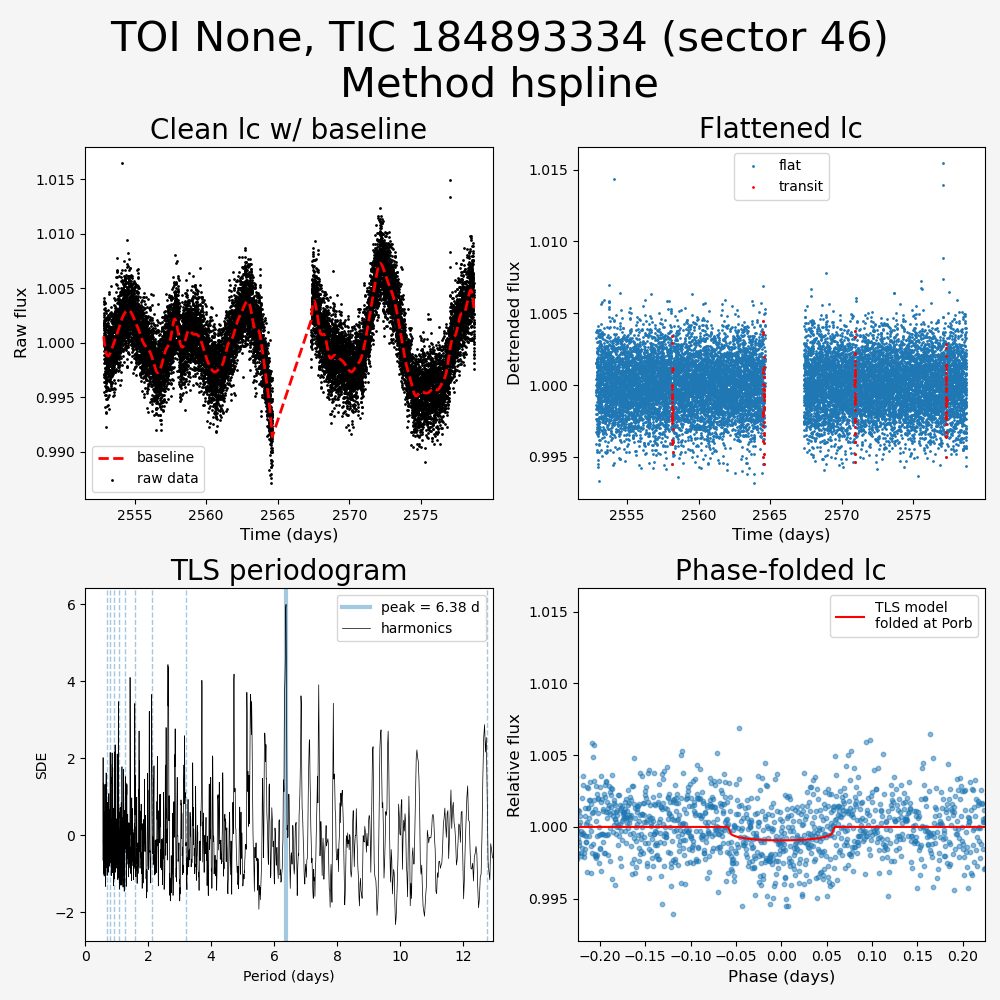 TOI None, TIC 184893334 (sector 46)
Method hspline
Clean lc w/ baseline
Raw flux
1.015
1.010
1.005
1.000
0.995
0.990
baseline
raw data
2555 2560 2565 2570 2575
Time (days)
Flattened lc
Detrended flux
1.015
1.010
1.005
1.000
0.995
flat
transit
2555 2560 2565 2570 2575
Time (days)
TLS periodogram
SDE
6
4
2
0
−2
peak = 6.38 d
harmonics
0 2 4 6 8 10 12
Period (days)
Phase-folded lc
Relative flux
1.015
1.010
1.005
1.000
0.995
TLS model
folded at Porb
−0.20 −0.15 −0.10 −0.05 0.00 0.05 0.10 0.15 0.20
Phase (days)